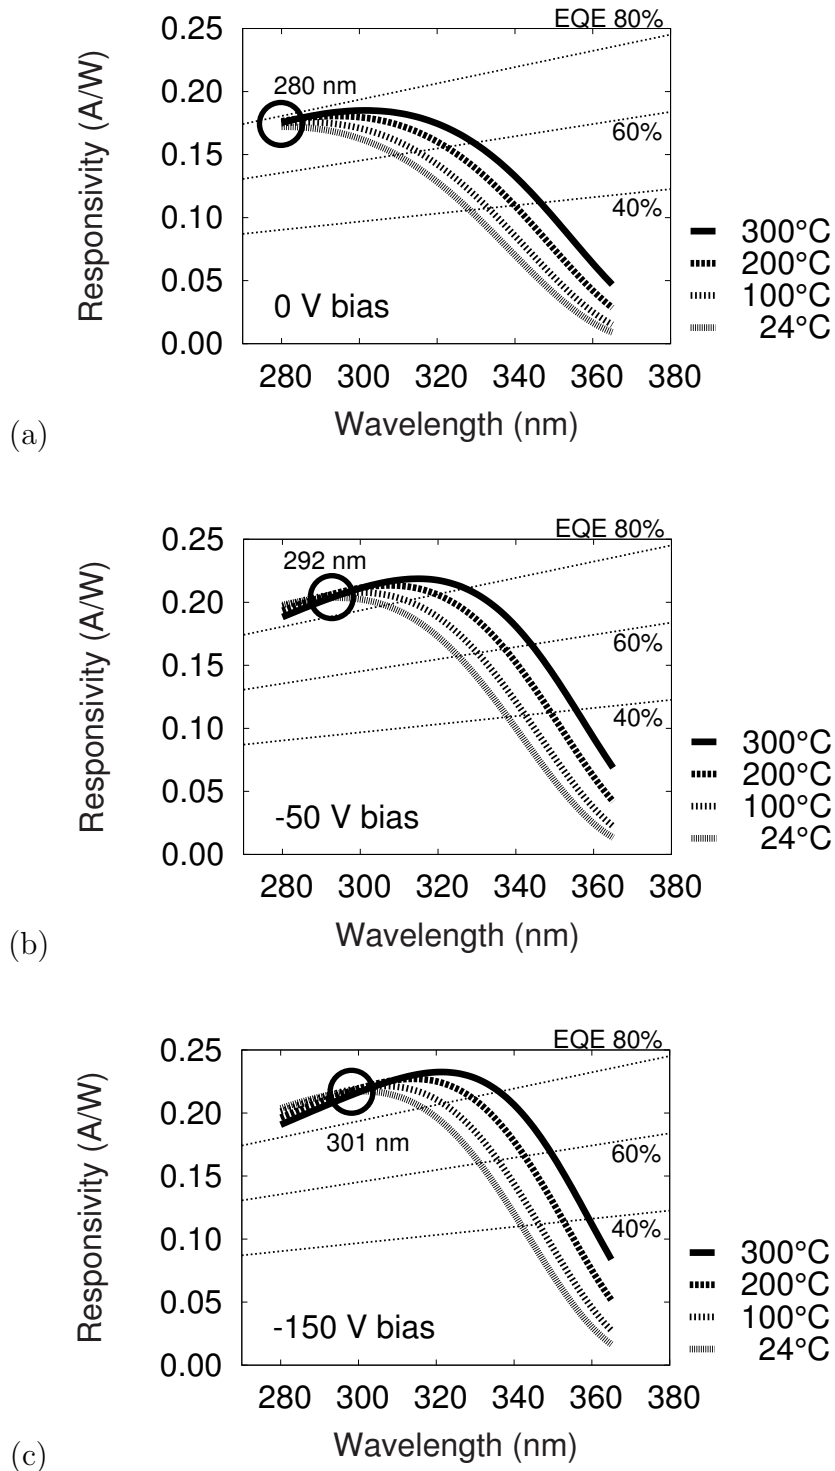 EQE 80%
0.25
280 nm
0.20
60%
0.15
40%
0.10
0.05
0 V bias
0.00
Responsivity (A/W)
300°C
200°C
100°C
24°C
280 300 320 340 360 380
Wavelength (nm)
(a)
EQE 80%
0.25
292 nm
0.20
60%
0.15
40%
0.10
0.05
-50 V bias
0.00
Responsivity (A/W)
300°C
200°C
100°C
24°C
280 300 320 340 360 380
Wavelength (nm)
(b)
EQE 80%
0.25
0.20
301 nm
60%
0.15
40%
0.10
0.05
-150 V bias
0.00
Responsivity (A/W)
300°C
200°C
100°C
24°C
280 300 320 340 360 380
Wavelength (nm)
(c)